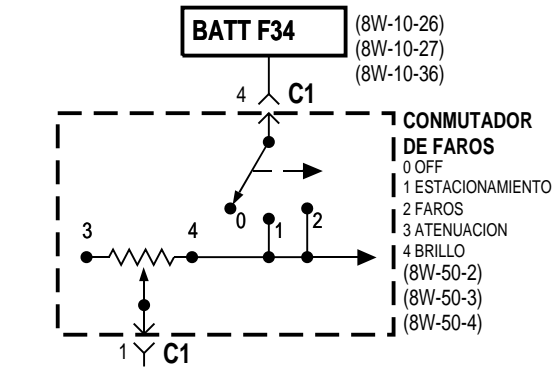 BATT F34
(8W-10-26)
(8W-10-27)
(8W-10-36)
4 C1
CONMUTADOR
DE FAROS
0 OFF
1 ESTACIONAMIENTO
2 FAROS
3 ATENUACION
4 BRILLO
(8W-50-2)
(8W-50-3)
(8W-50-4)
0
1
2
3
4
1 C1